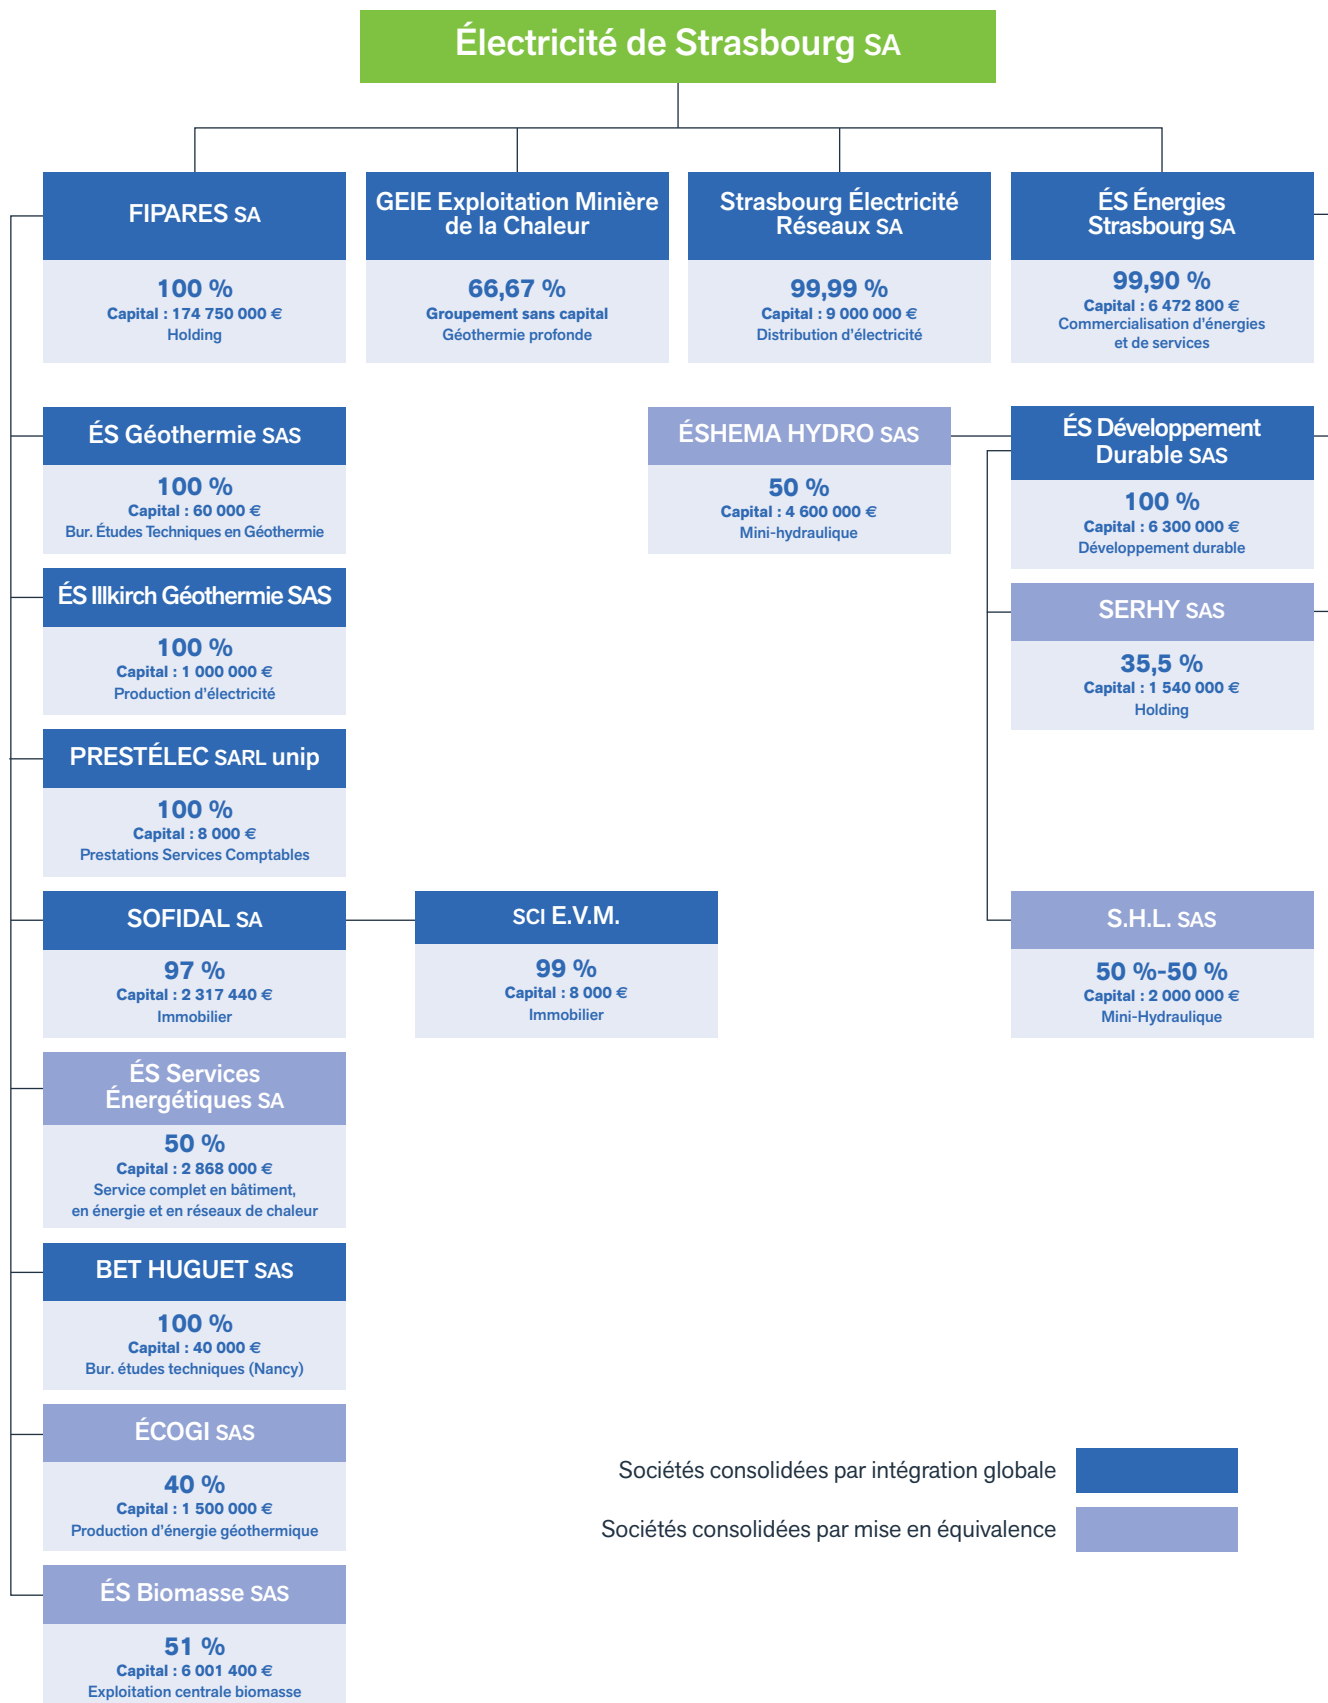 Électricité de Strasbourg SA
FIPARES SA
100 %
Capital : 174 750 000 €
Holding
GEIE Exploitation Minière
de la Chaleur
66,67 %
Groupement sans capital
Géothermie profonde
Strasbourg Électricité
Réseaux SA
99,99 %
Capital : 9 000 000 €
Distribution d'électricité
ÉS Énergies
Strasbourg SA
99,90 %
Capital : 6 472 800 €
Commercialisation d'énergies
et de services
ÉS Géothermie SAS
100 %
Capital : 60 000 €
Bur. Études Techniques en Géothermie
ÉSHEMA HYDRO SAS
50 %
Capital : 4 600 000 €
Mini-hydraulique
ÉS Développement
Durable SAS
100 %
Capital : 6 300 000 €
Développement durable
ÉS Illkirch Géothermie SAS
100 %
Capital : 1 000 000 €
Production d'électricité
SERHY SAS
35,5 %
Capital : 1 540 000 €
Holding
PRESTÉLEC SARL unip
100 %
Capital : 8 000 €
Prestations Services Comptables
SOFIDAL SA
97 %
Capital : 2 317 440 €
Immobilier
SCI E.V.M.
99 %
Capital : 8 000 €
Immobilier
S.H.L. SAS
50 %-50 %
Capital : 2 000 000 €
Mini-Hydraulique
ÉS Services
Énergétiques SA
50 %
Capital : 2 868 000 €
Service complet en bâtiment,
en énergie et en réseaux de chaleur
BET HUGUET SAS
100 %
Capital : 40 000 €
Bur. études techniques (Nancy)
ÉCOGI SAS
40 %
Capital : 1 500 000 €
Production d'énergie géothermique
ÉS Biomasse SAS
51 %
Capital : 6 001 400 €
Exploitation centrale biomasse
Sociétés consolidées par intégration globale
Sociétés consolidées par mise en équivalence